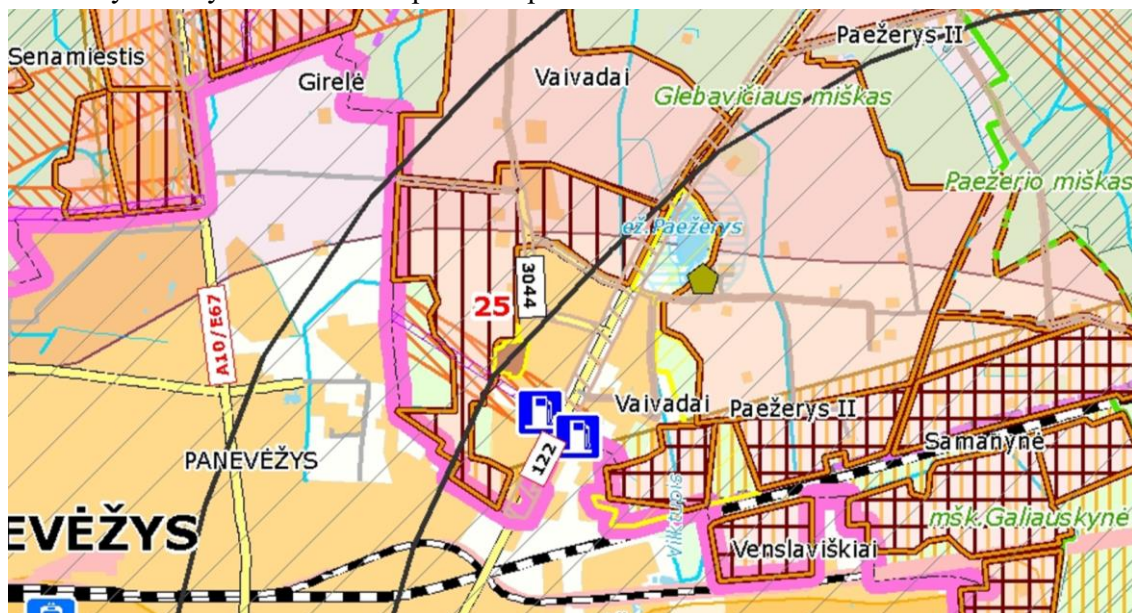 Senamiestis
Girelė
Vaivadai
Paežerys II
Glebavičiaus miškas
Paežerio miškas
ež. Paežerys
3044
25
A10/E67
Vaivadai
Paežerys II
Samanynė
122
PANEVĖŽYS
EVĖŽYS
mšk.Galiauskynė
Venslaviškiai